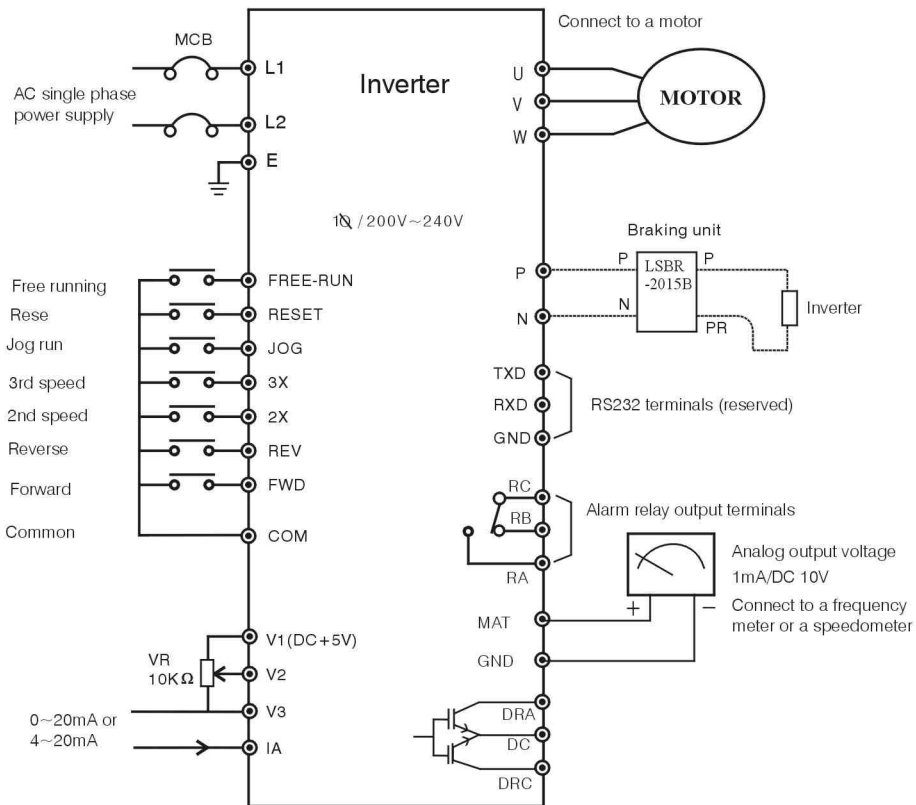 Connect to a motor
MCB
L1
AC single phase
power supply
L2
E
Inverter
U
V
W
MOTOR
1Ø / 200V~240V
Braking unit
P
N
P
N
LSBR
-2015B
P
PR
Inverter
Free running
FREE-RUN
Rese
RESET
Jog run
JOG
3rd speed
3X
2nd speed
2X
Reverse
REV
Forward
FWD
Common
COM
TXD
RXD
GND
RS232 terminals (reserved)
RC
RB
RA
Alarm relay output terminals
Analog output voltage
1mA/DC 10V
Connect to a frequency
meter or a speedometer
+
−
MAT
GND
V1(DC+5V)
VR
10KΩ
V2
V3
0~20mA or
4~20mA
IA
DRA
DC
DRC